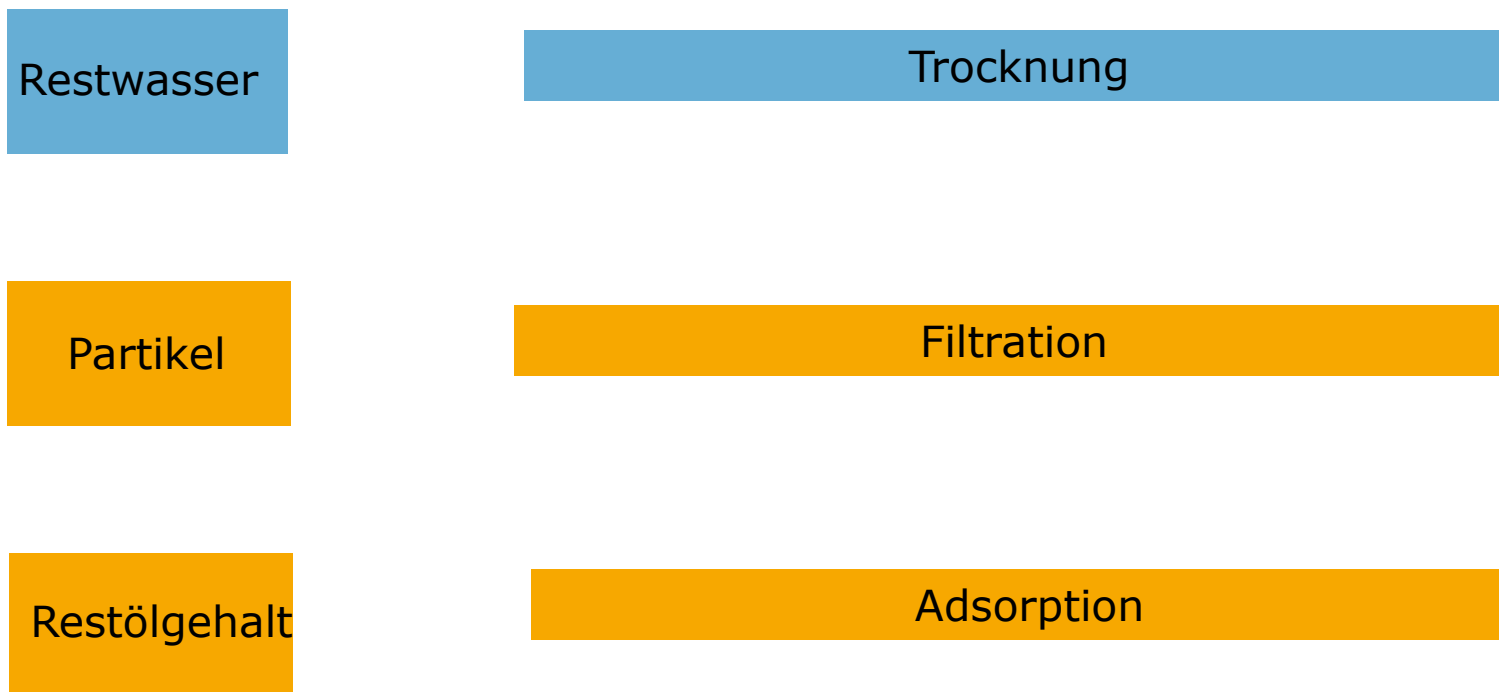 Restwasser
Trocknung
Partikel
Filtration
Restölgehalt
Adsorption